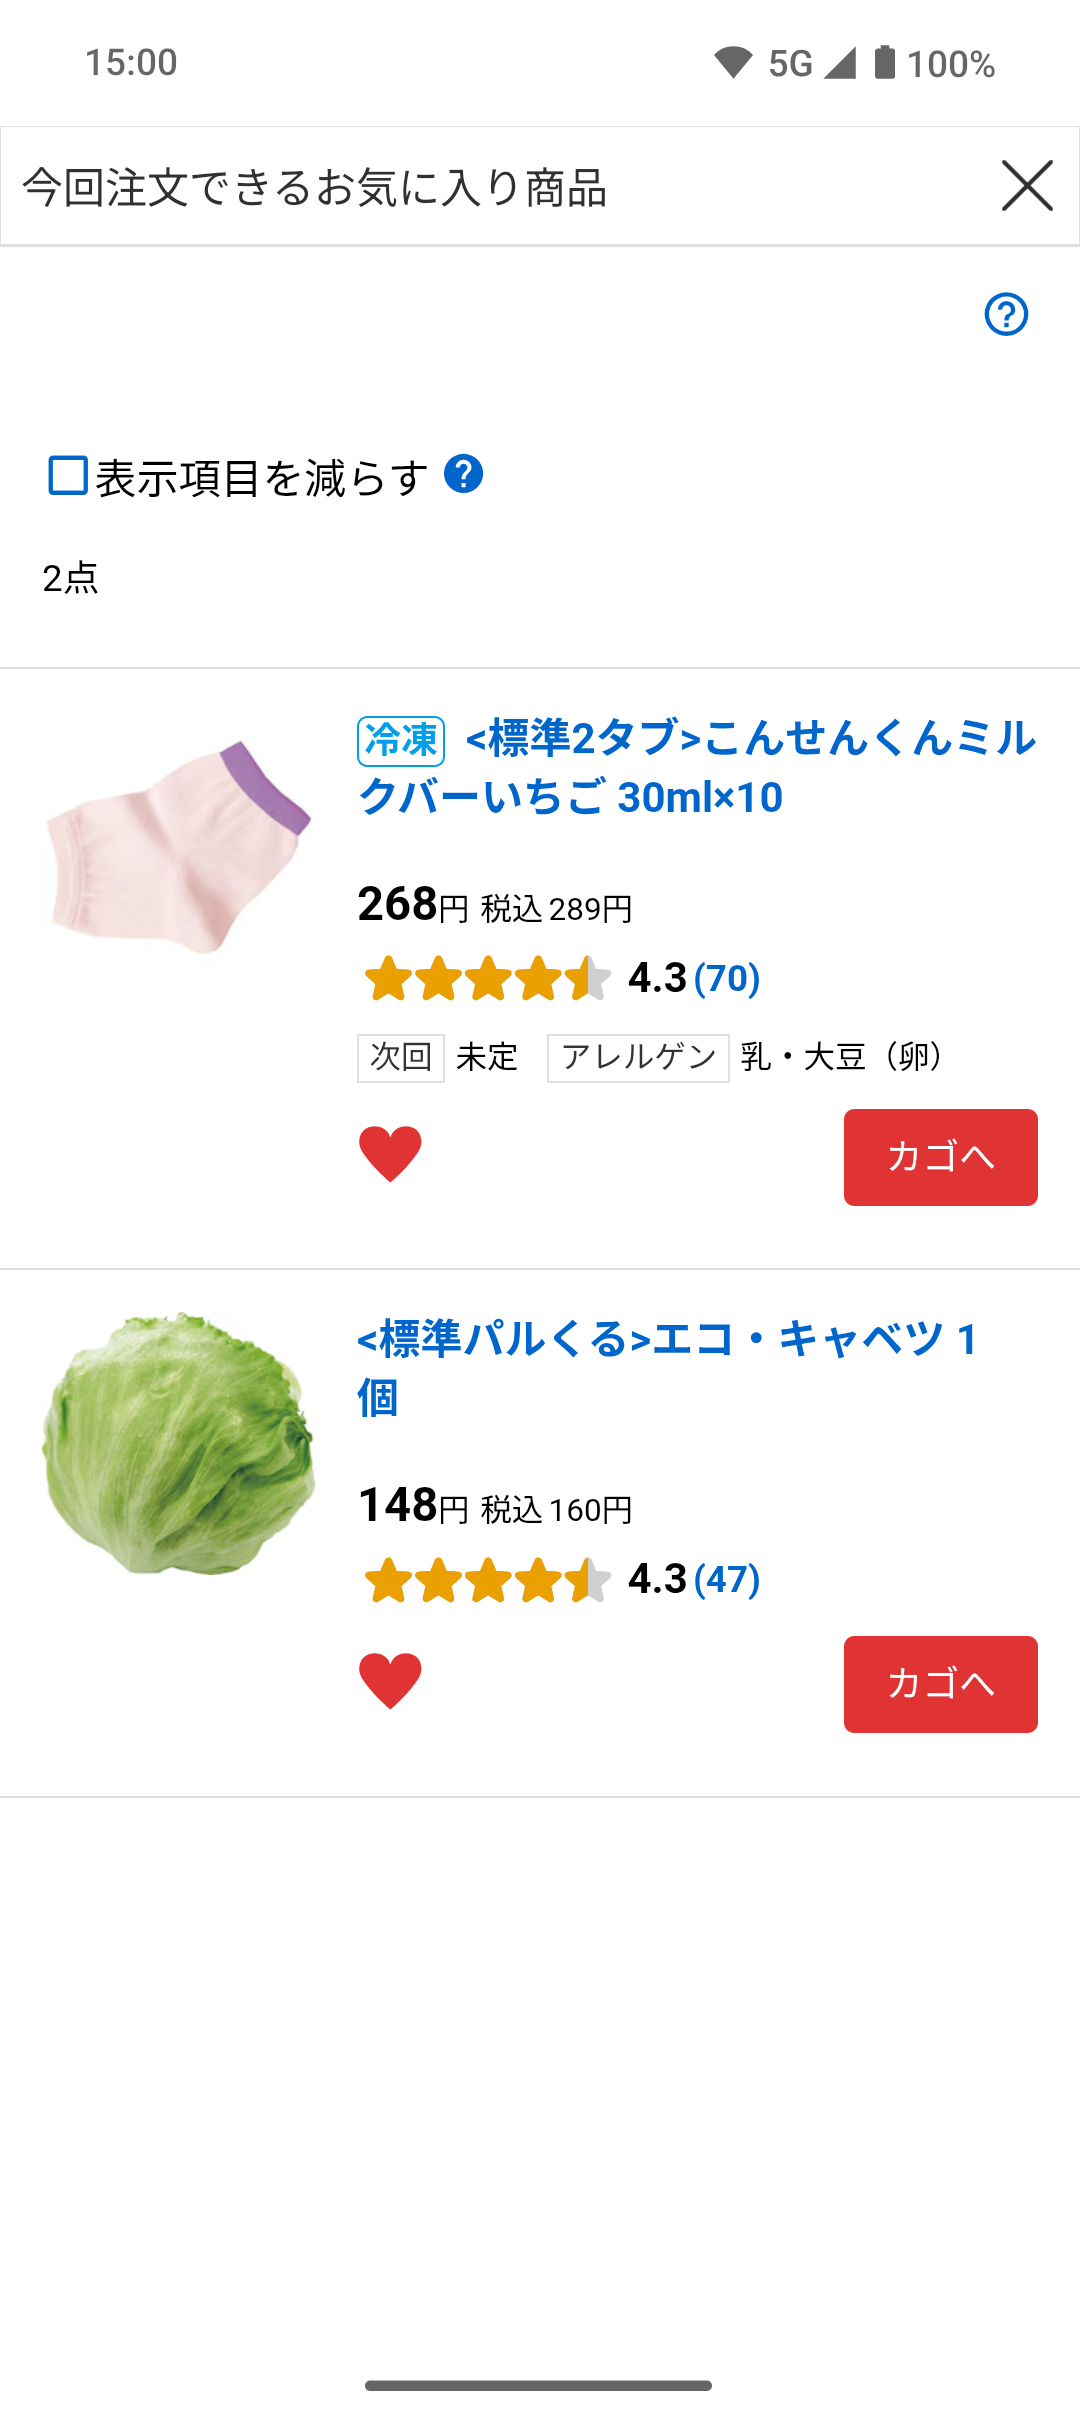 15:00
5G 100%
今回注文できるお気に入り商品
表示項目を減らす
2点
冷凍 <標準2タブ>こんせんくんミル
クバーいちご 30ml×10
268円 税込 289円
4.3 (70)
次回 未定 アレルゲン 乳・大豆（卵）
カゴへ
<標準パルくる>エコ・キャベツ 1
個
148円 税込 160円
4.3 (47)
カゴへ